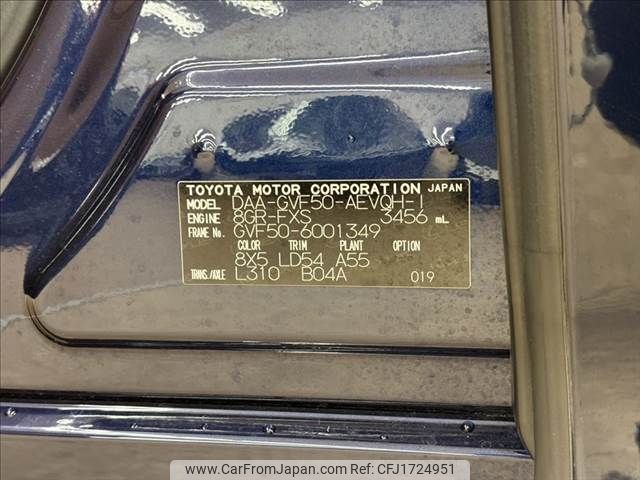 TOYOTA MOTOR CORPORATION JAPAN
MODEL DAA-GVF50-AEVQH-I
ENGINE 8GR-FXS 3456 mL
FRAME No. GVF50-6001349
COLOR TRIM PLANT OPTION
8X5 LD54 A55
TRANS./AXLE L310 B04A 019
© www.CarFromJapan.com - ID: CFJ1724951